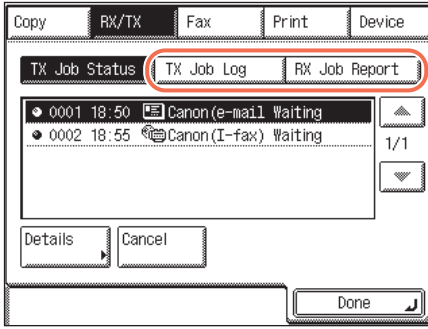 Copy RX/TX Fax Print Device
TX Job Status TX Job Log RX Job Report
0001 18:50 Canon(e-mail Waiting
0002 18:55 Canon(I-fax) Waiting
1/1
Details Cancel
Done